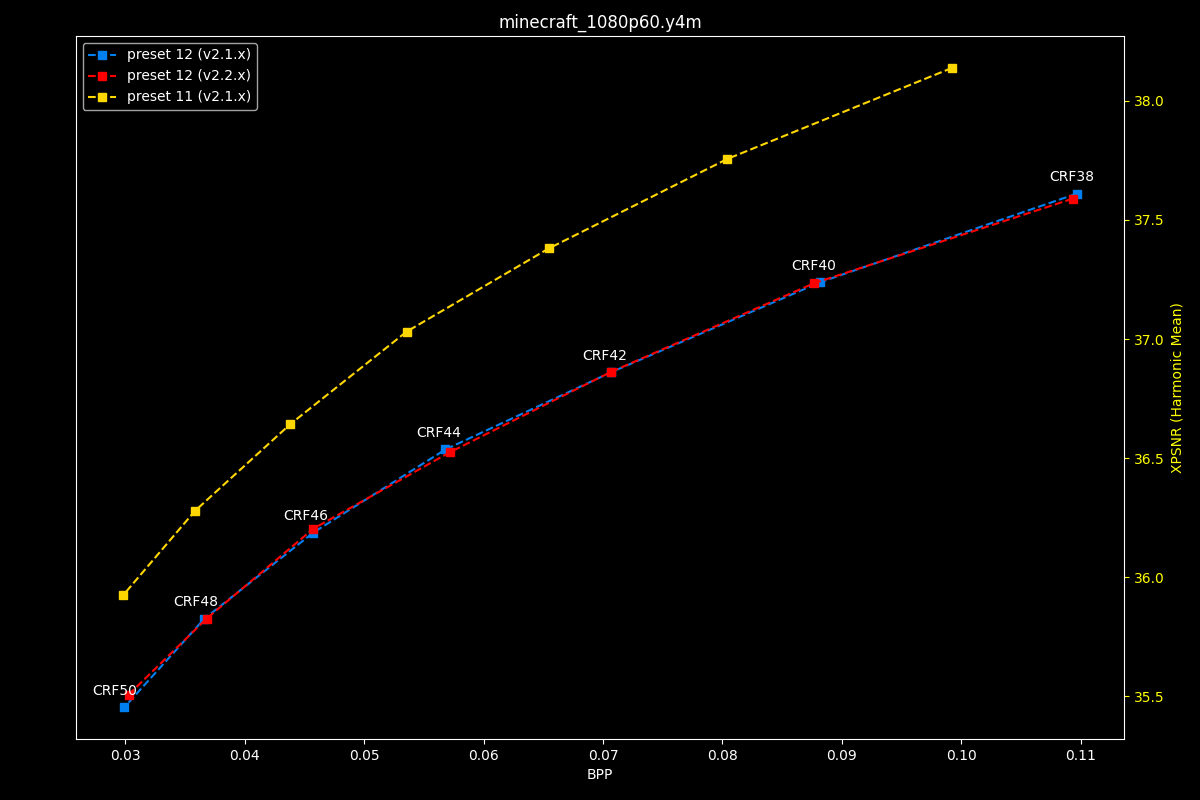 minecraft_1080p60.y4m
preset 12 (v2.1.x)
preset 12 (v2.2.x)
preset 11 (v2.1.x)
CRF38
CRF40
CRF42
CRF44
CRF46
CRF48
CRF50
38.0
37.5
37.0
36.5
36.0
35.5
XPSNR (Harmonic Mean)
0.03 0.04 0.05 0.06 0.07 0.08 0.09 0.10 0.11
BPP